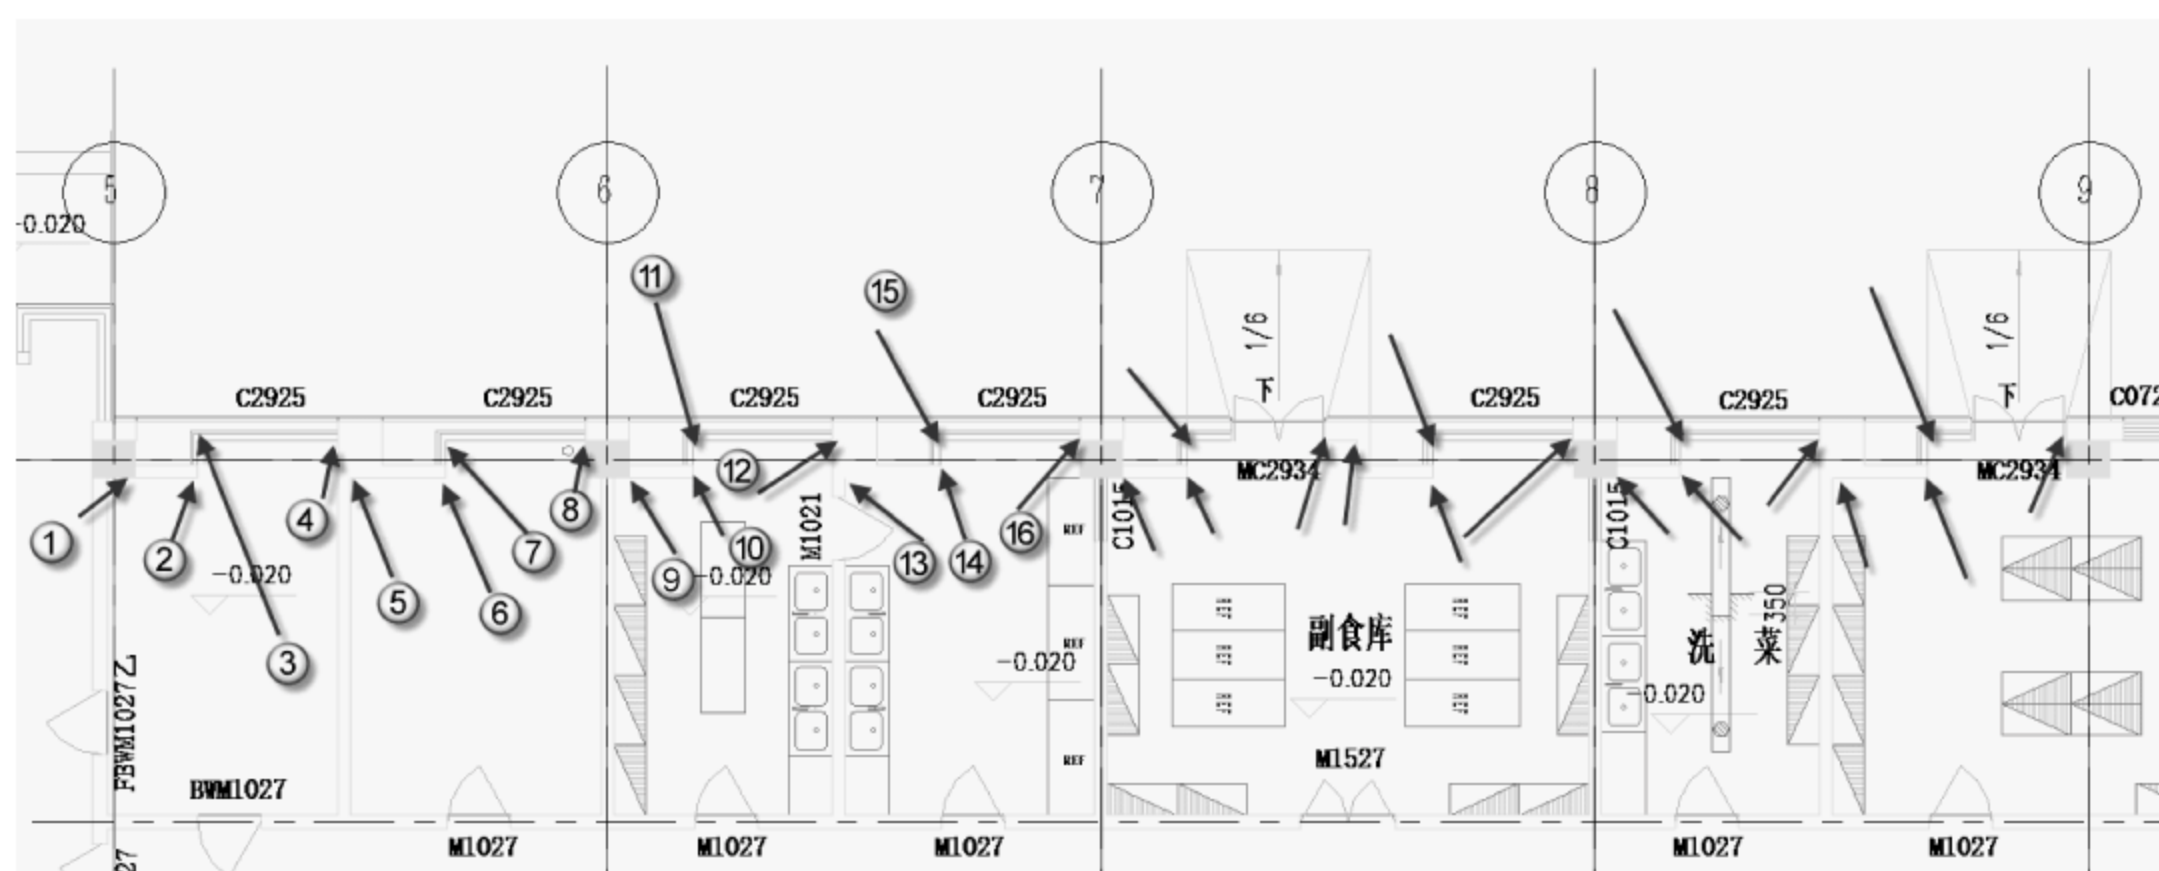 5 6 7 8 9
-0.020
11 15
1/6 1/6
下 下
C2925 C2925 C2925 C2925 C2925 C2925
12 MC2934 MC2934
1 2 4 8 7 10 16
M1021 C1015 C1015
REF
3 5 6 9 13 14
-0.020 -0.020
副食库 洗 菜 350
REF
-0.020 -0.020 -0.020
FBWM1027乙
M1527
REF
BWM1027
M1027 M1027 M1027 M1027 M1027